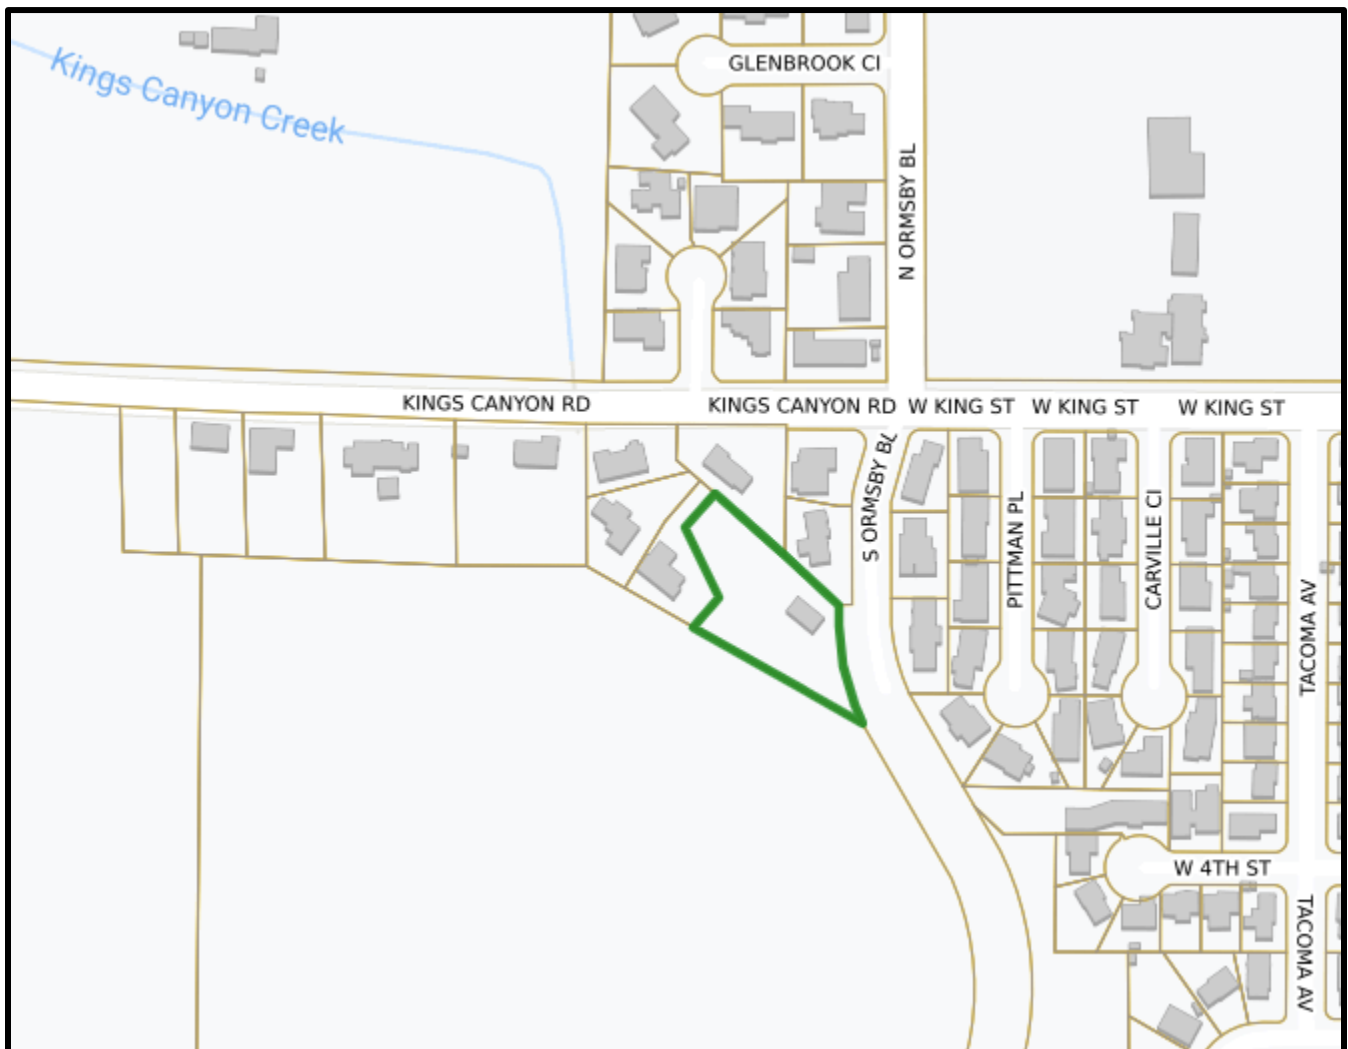 Kings Canyon Creek
GLENBROOK CI
N ORMSBY BL
KINGS CANYON RD
KINGS CANYON RD
W KING ST
W KING ST
W KING ST
S ORMSBY BL
PITTMAN PL
CARVILLE CI
TACOMA AV
W 4TH ST
TACOMA AV